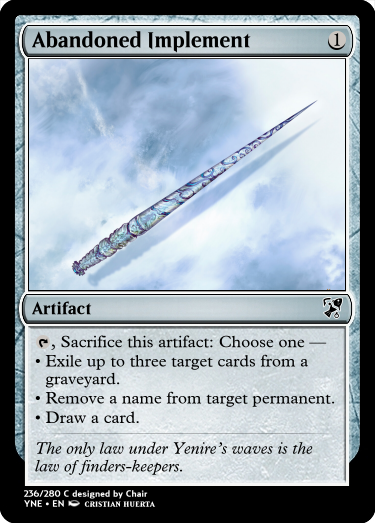 Abandoned Implement 1
Artifact
, Sacrifice this artifact: Choose one —
• Exile up to three target cards from a
graveyard.
• Remove a name from target permanent.
• Draw a card.
The only law under Yenire's waves is the
law of finders-keepers.
236/280 C designed by Chair
YNE • EN CRISTIAN HUERTA